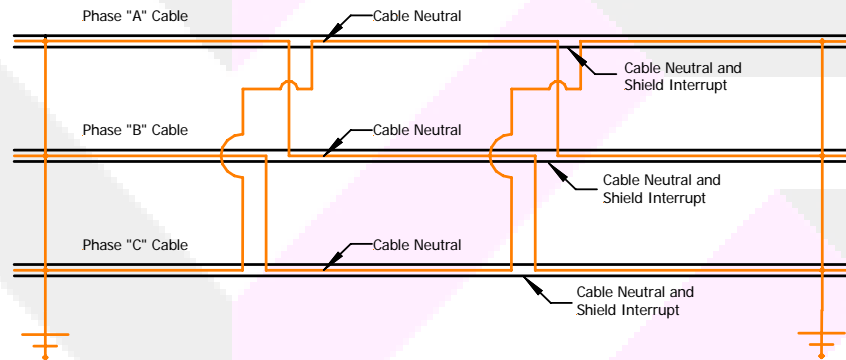 Phase "A" Cable
Cable Neutral
Cable Neutral and
Shield Interrupt
Phase "B" Cable
Cable Neutral
Cable Neutral and
Shield Interrupt
Phase "C" Cable
Cable Neutral
Cable Neutral and
Shield Interrupt